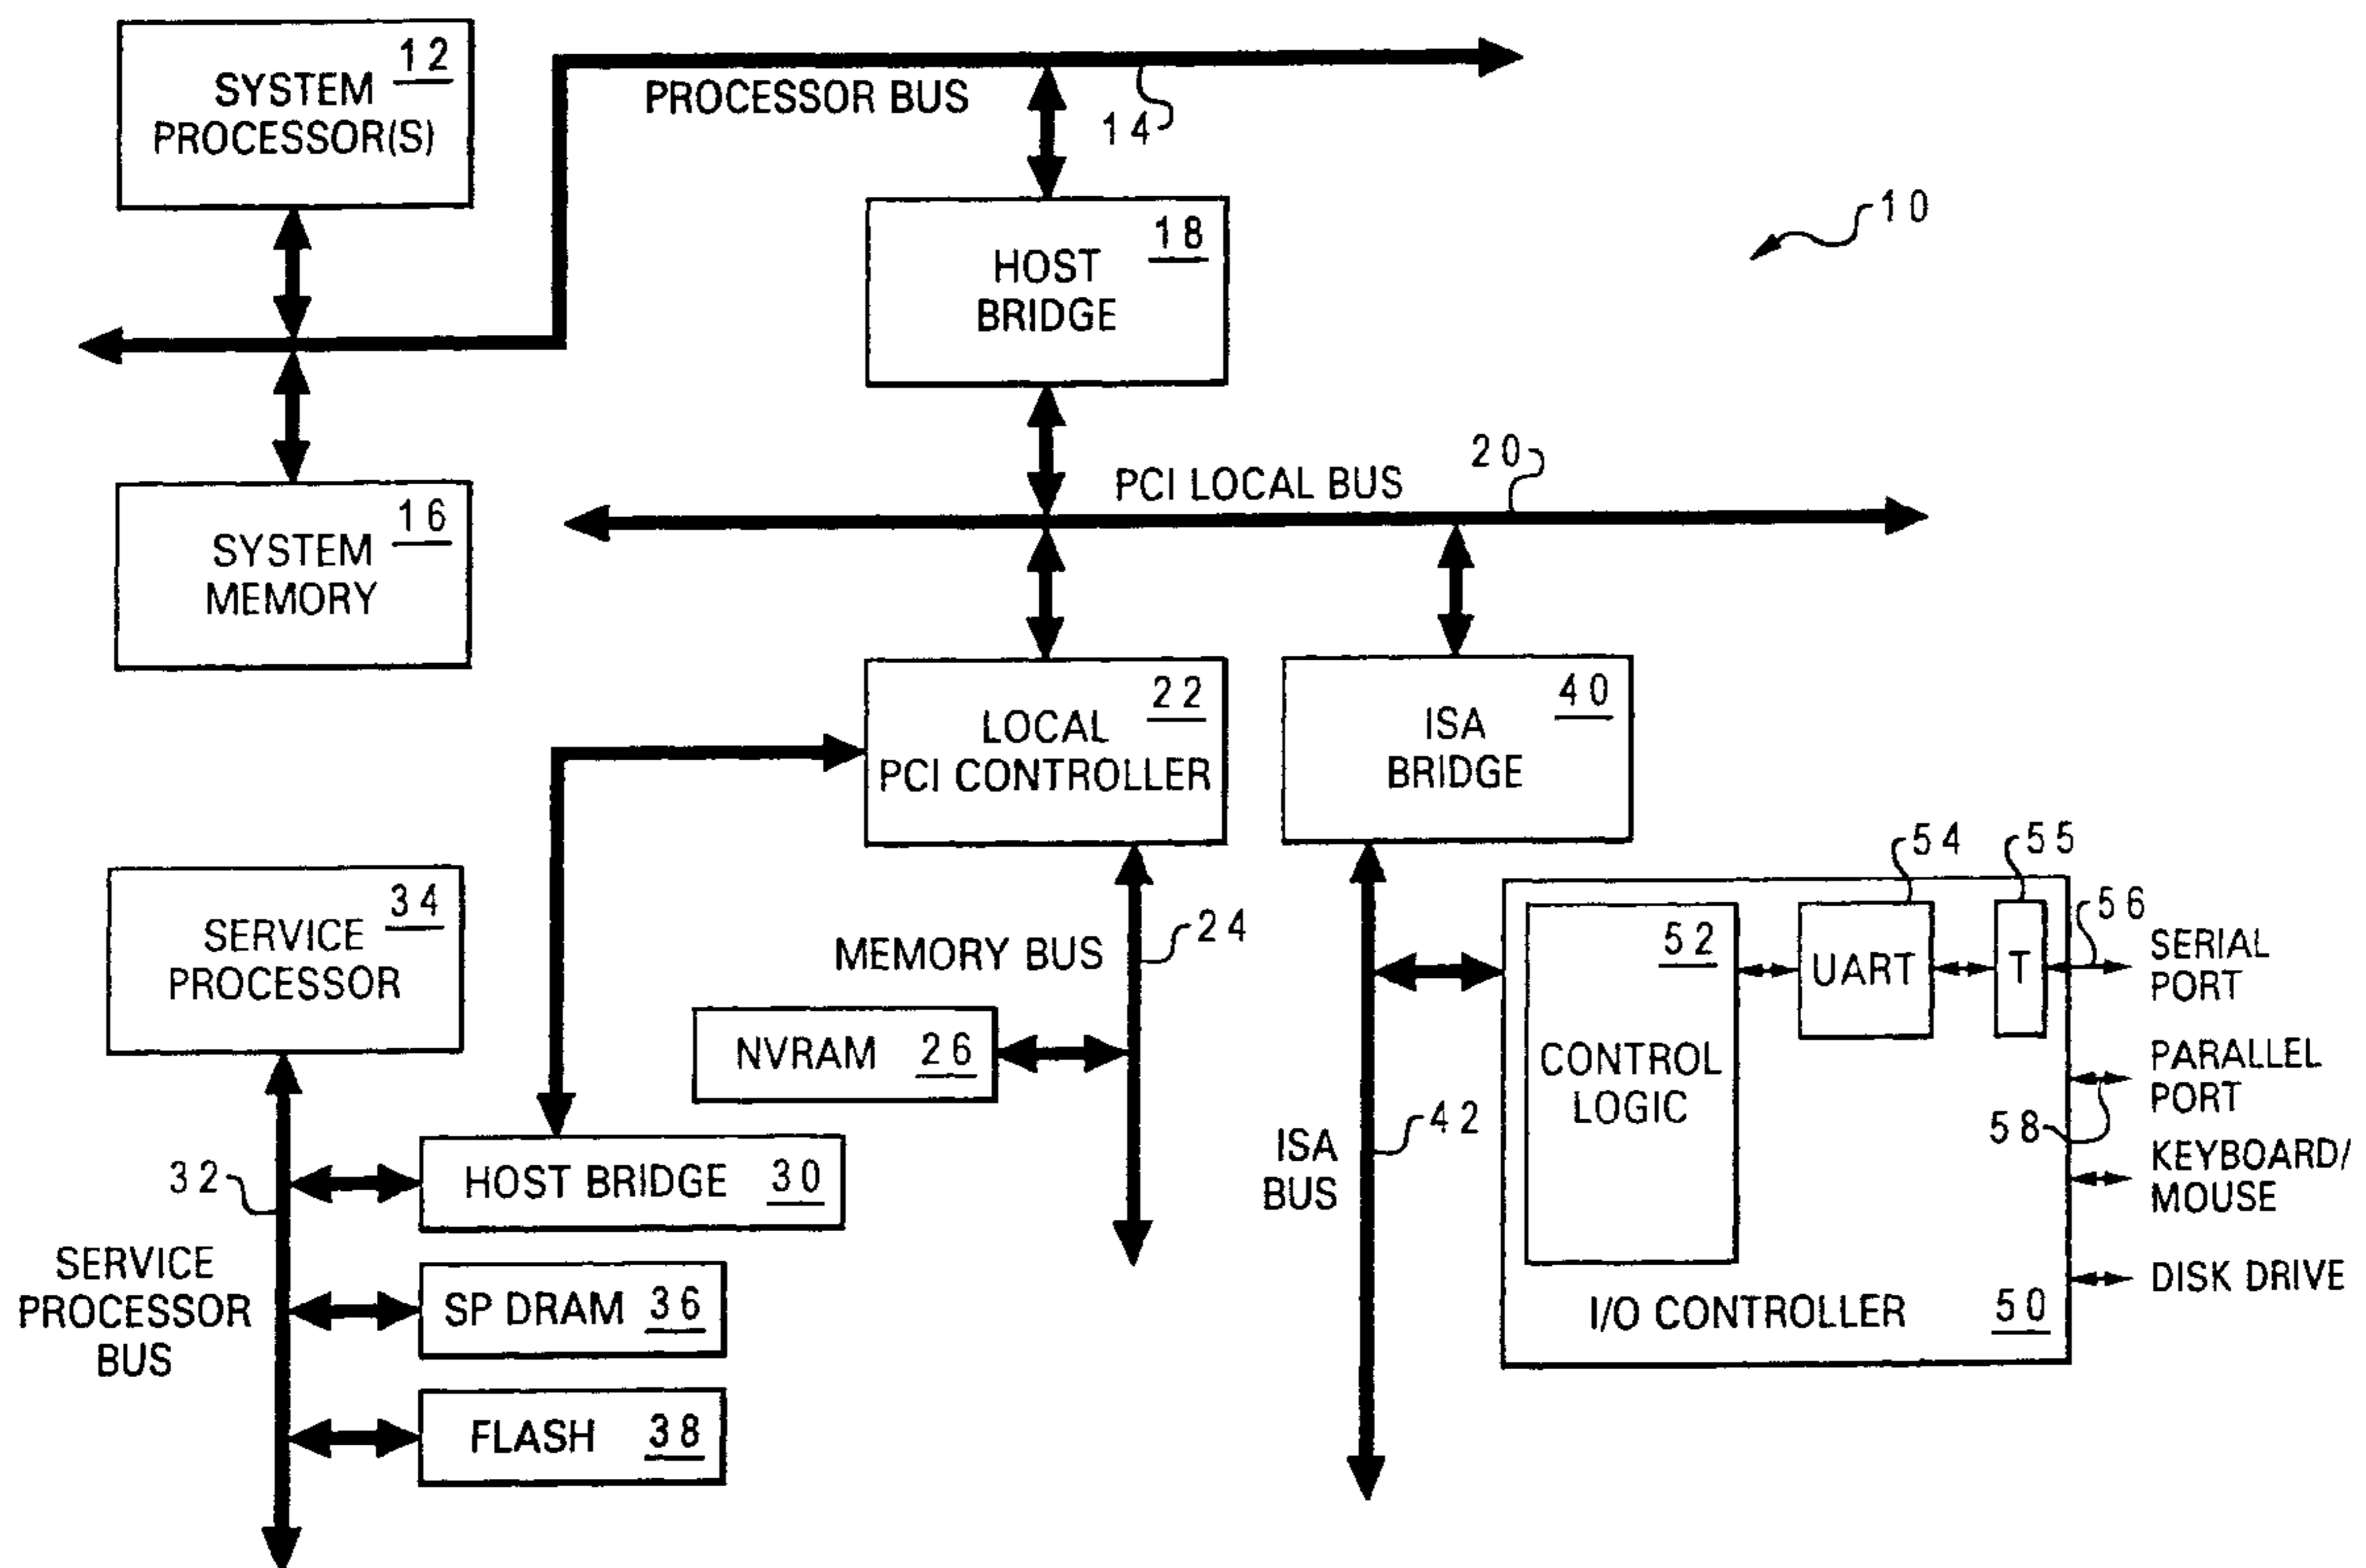 12
SYSTEM
PROCESSOR(S)
PROCESSOR BUS
14
18
HOST
BRIDGE
10
16
SYSTEM
MEMORY
PCI LOCAL BUS
20
22
LOCAL
PCI CONTROLLER
40
ISA
BRIDGE
34
SERVICE
PROCESSOR
MEMORY BUS
24
NVRAM 26
32
HOST BRIDGE 30
SERVICE
PROCESSOR
BUS
SP DRAM 36
FLASH 38
ISA
BUS
42
52
CONTROL
LOGIC
54
UART
55
T
56
SERIAL
PORT
PARALLEL
PORT
58
KEYBOARD/
MOUSE
DISK DRIVE
I/O CONTROLLER 50